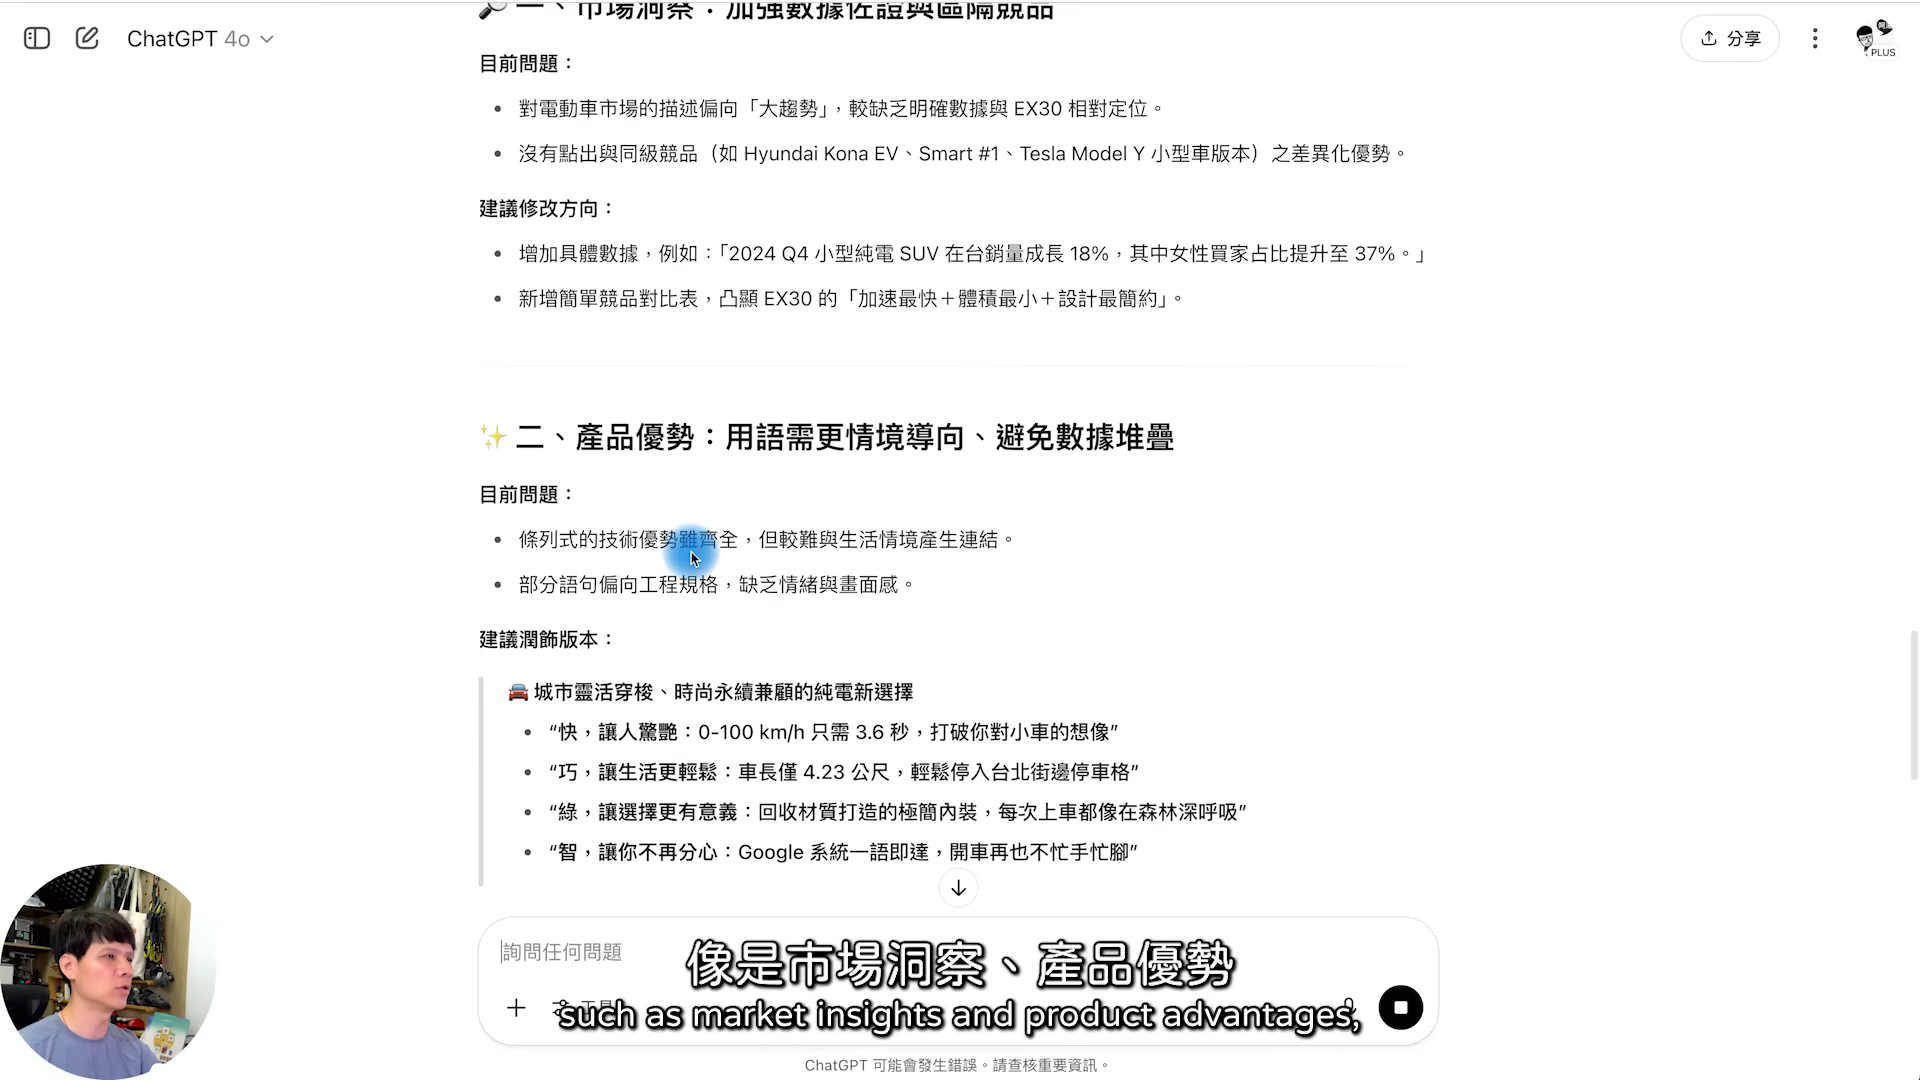 一、市場洞察：加強數據佐證與區隔競品
ChatGPT 4o
分享
PLUS
目前問題：
• 對電動車市場的描述偏向「大趨勢」，較缺乏明確數據與 EX30 相對定位。
• 沒有點出與同級競品（如 Hyundai Kona EV、Smart #1、Tesla Model Y 小型車版本）之差異化優勢。
建議修改方向：
• 增加具體數據，例如：「2024 Q4 小型純電 SUV 在台銷量成長 18%，其中女性買家占比提升至 37%。」
• 新增簡單競品對比表，凸顯 EX30 的「加速最快＋體積最小＋設計最簡約」。
✨ 二、產品優勢：用語需更情境導向、避免數據堆疊
目前問題：
• 條列式的技術優勢雖齊全，但較難與生活情境產生連結。
• 部分語句偏向工程規格，缺乏情緒與畫面感。
建議潤飾版本：
🚘 城市靈活穿梭、時尚永續兼顧的純電新選擇
• “快，讓人驚艷：0-100 km/h 只需 3.6 秒，打破你對小車的想像”
• “巧，讓生活更輕鬆：車長僅 4.23 公尺，輕鬆停入台北街邊停車格”
• “綠，讓選擇更有意義：回收材質打造的極簡內裝，每次上車都像在森林深呼吸”
• “智，讓你不再分心：Google 系統一語即達，開車再也不忙手忙腳”
詢問任何問題
像是市場洞察、產品優勢
工具
such as market insights and product advantages,
ChatGPT 可能會發生錯誤。請查核重要資訊。